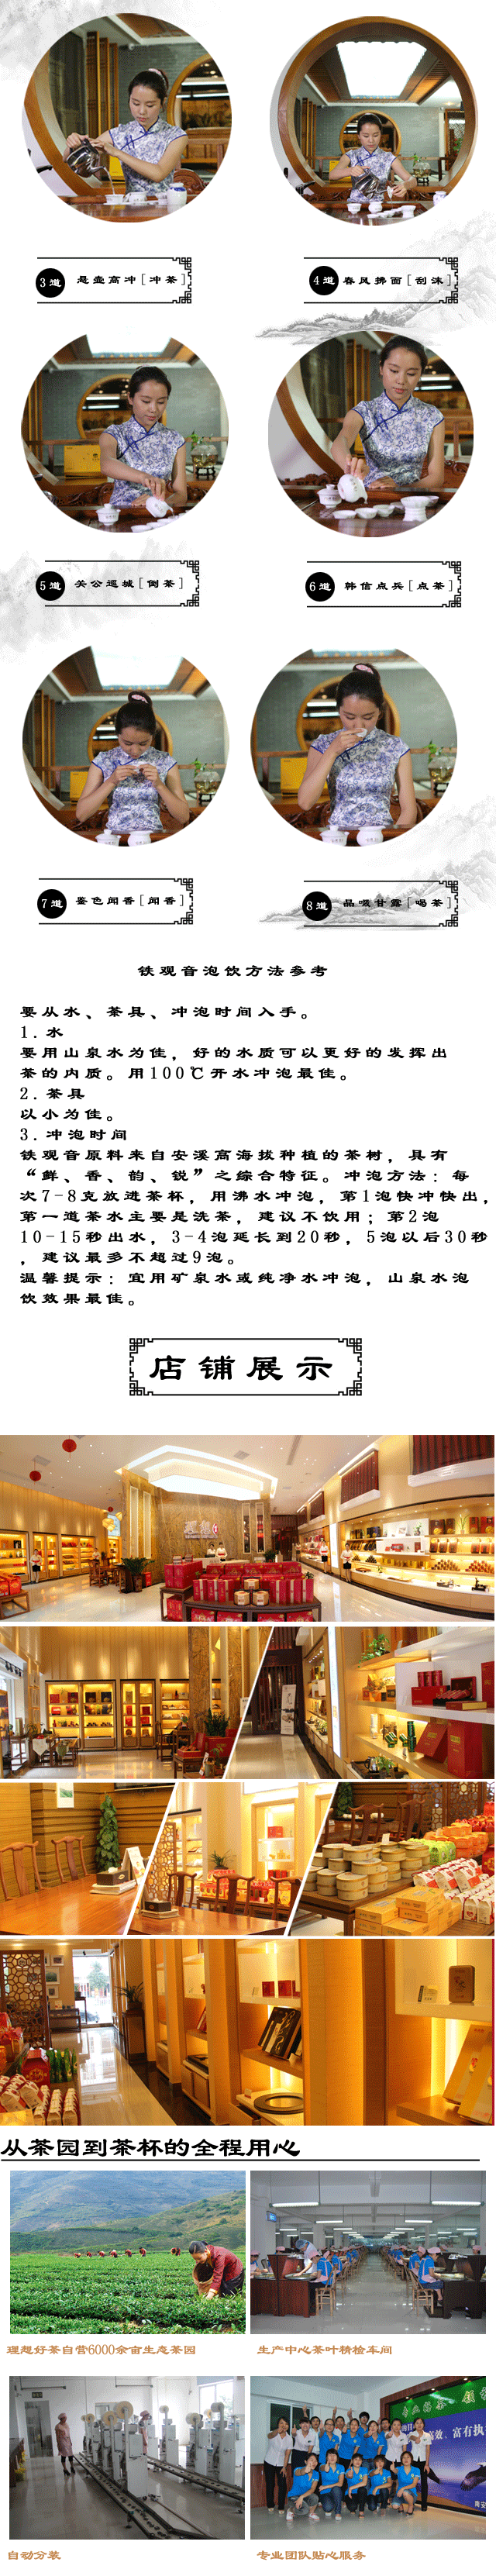 3道 悬壶高冲[冲茶]
4道 春风拂面[刮沫]
5道 关公巡城[倒茶]
6道 韩信点兵[点茶]
7道 鉴色闻香[闻香]
8道 品啜甘露[喝茶]
铁观音泡饮方法参考
要从水、茶具、冲泡时间入手。
1. 水
要用山泉水为佳，好的水质可以更好的发挥出
茶的内质。用100℃开水冲泡最佳。
2. 茶具
以小为佳。
3. 冲泡时间
铁观音原料来自安溪高海拔种植的茶树，具有
“鲜、香、韵、锐”之综合特征。冲泡方法：每
次7-8克放进茶杯，用沸水冲泡，第1泡快冲快出，
第一道茶水主要是洗茶，建议不饮用；第2泡
10-15秒出水，3-4泡延长到20秒，5泡以后30秒
，建议最多不超过9泡。
温馨提示：宜用矿泉水或纯净水冲泡，山泉水泡
饮效果最佳。
店铺展示
从茶园到茶杯的全程用心
理想好茶自营6000余亩生态茶园
生产中心茶叶精检车间
自动分装
专业团队贴心服务